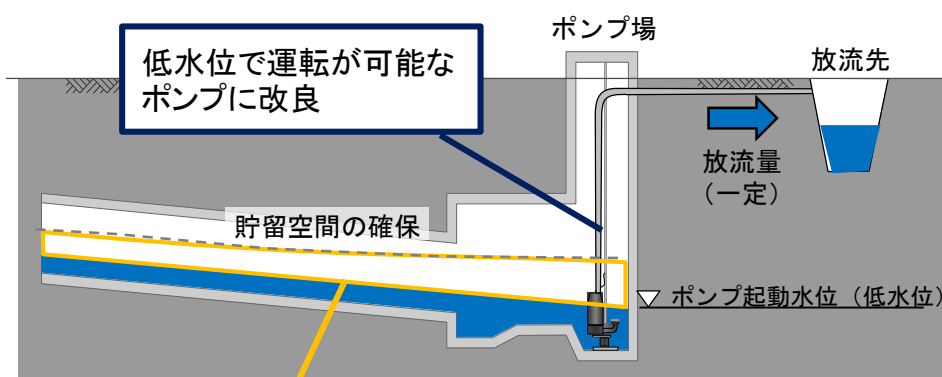 ポンプ場
低水位で運転が可能な
ポンプに改良
放流先
放流量
（一定）
貯留空間の確保
ポンプ起動水位（低水位）